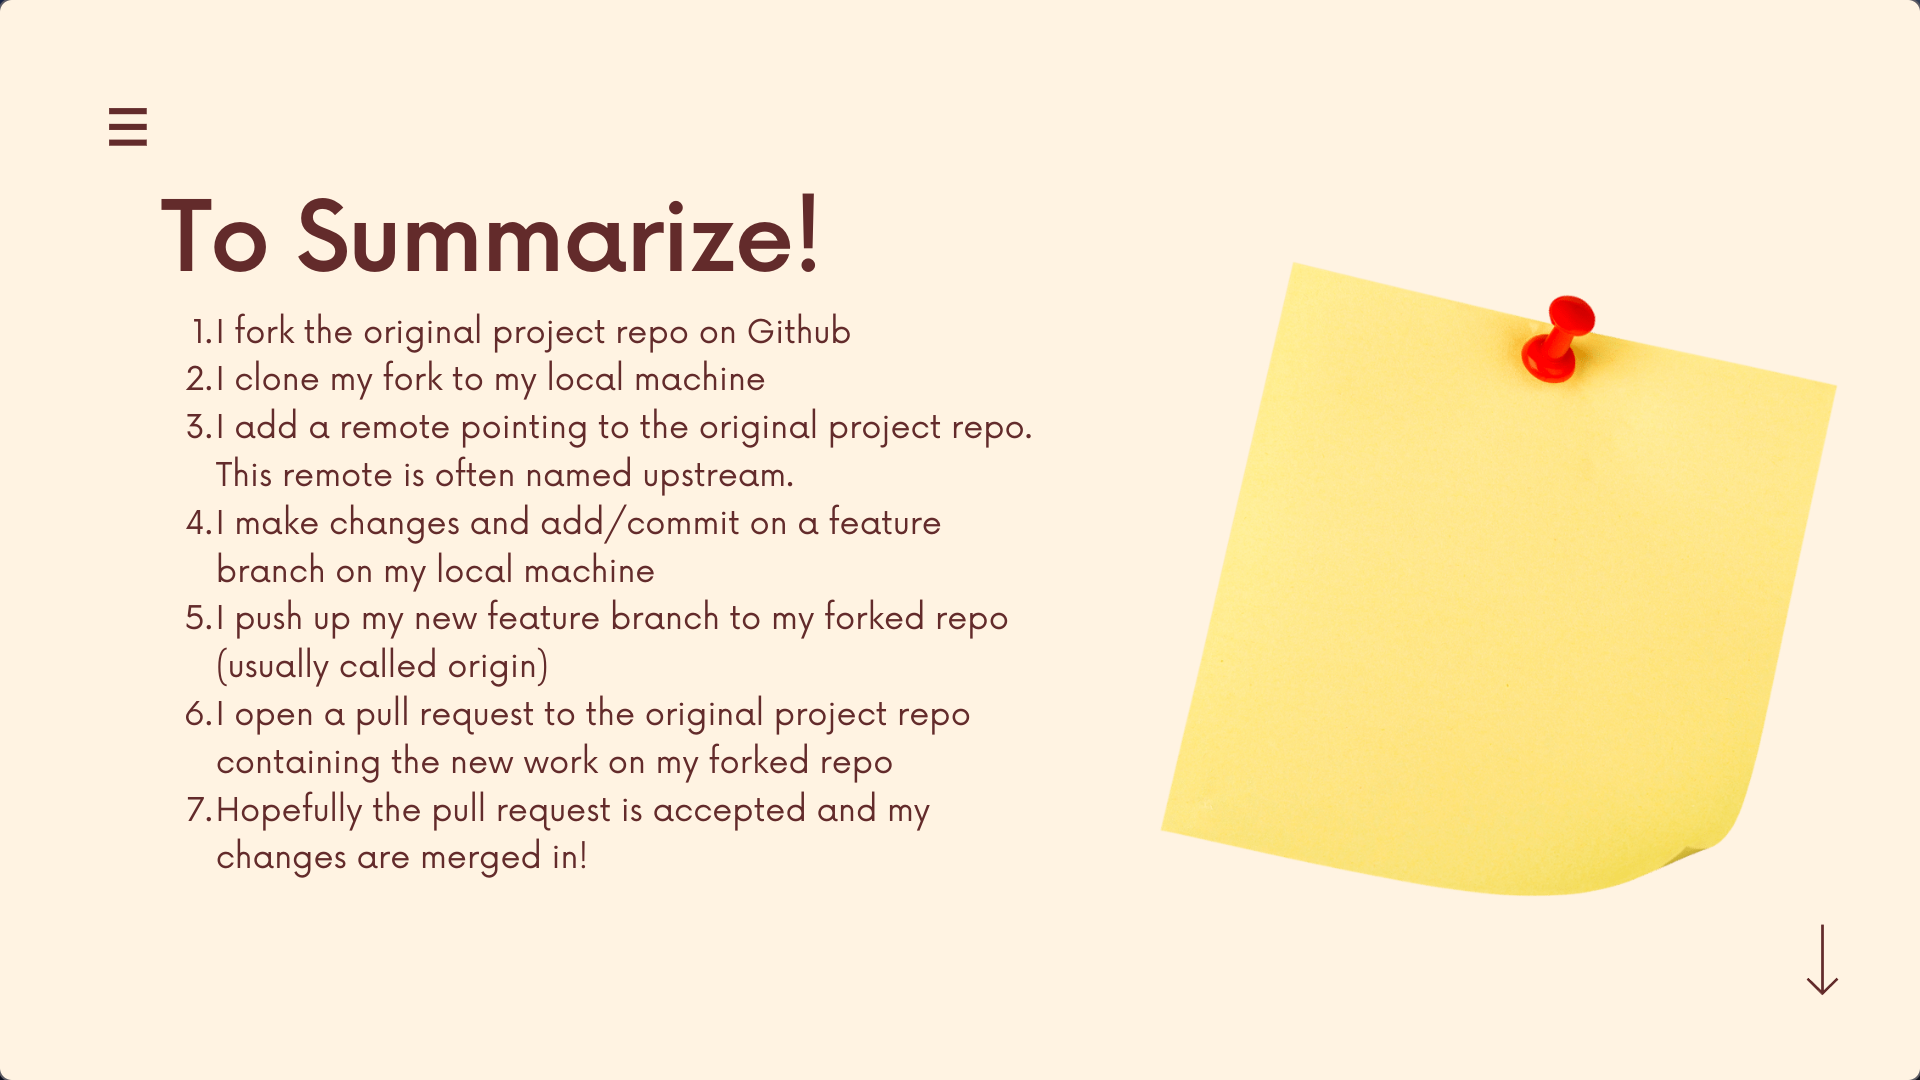 To Summarize!
1.I fork the original project repo on Github
2.I clone my fork to my local machine
3.I add a remote pointing to the original project repo.
This remote is often named upstream.
4.I make changes and add/commit on a feature
branch on my local machine
5.I push up my new feature branch to my forked repo
(usually called origin)
6.I open a pull request to the original project repo
containing the new work on my forked repo
7.Hopefully the pull request is accepted and my
changes are merged in!